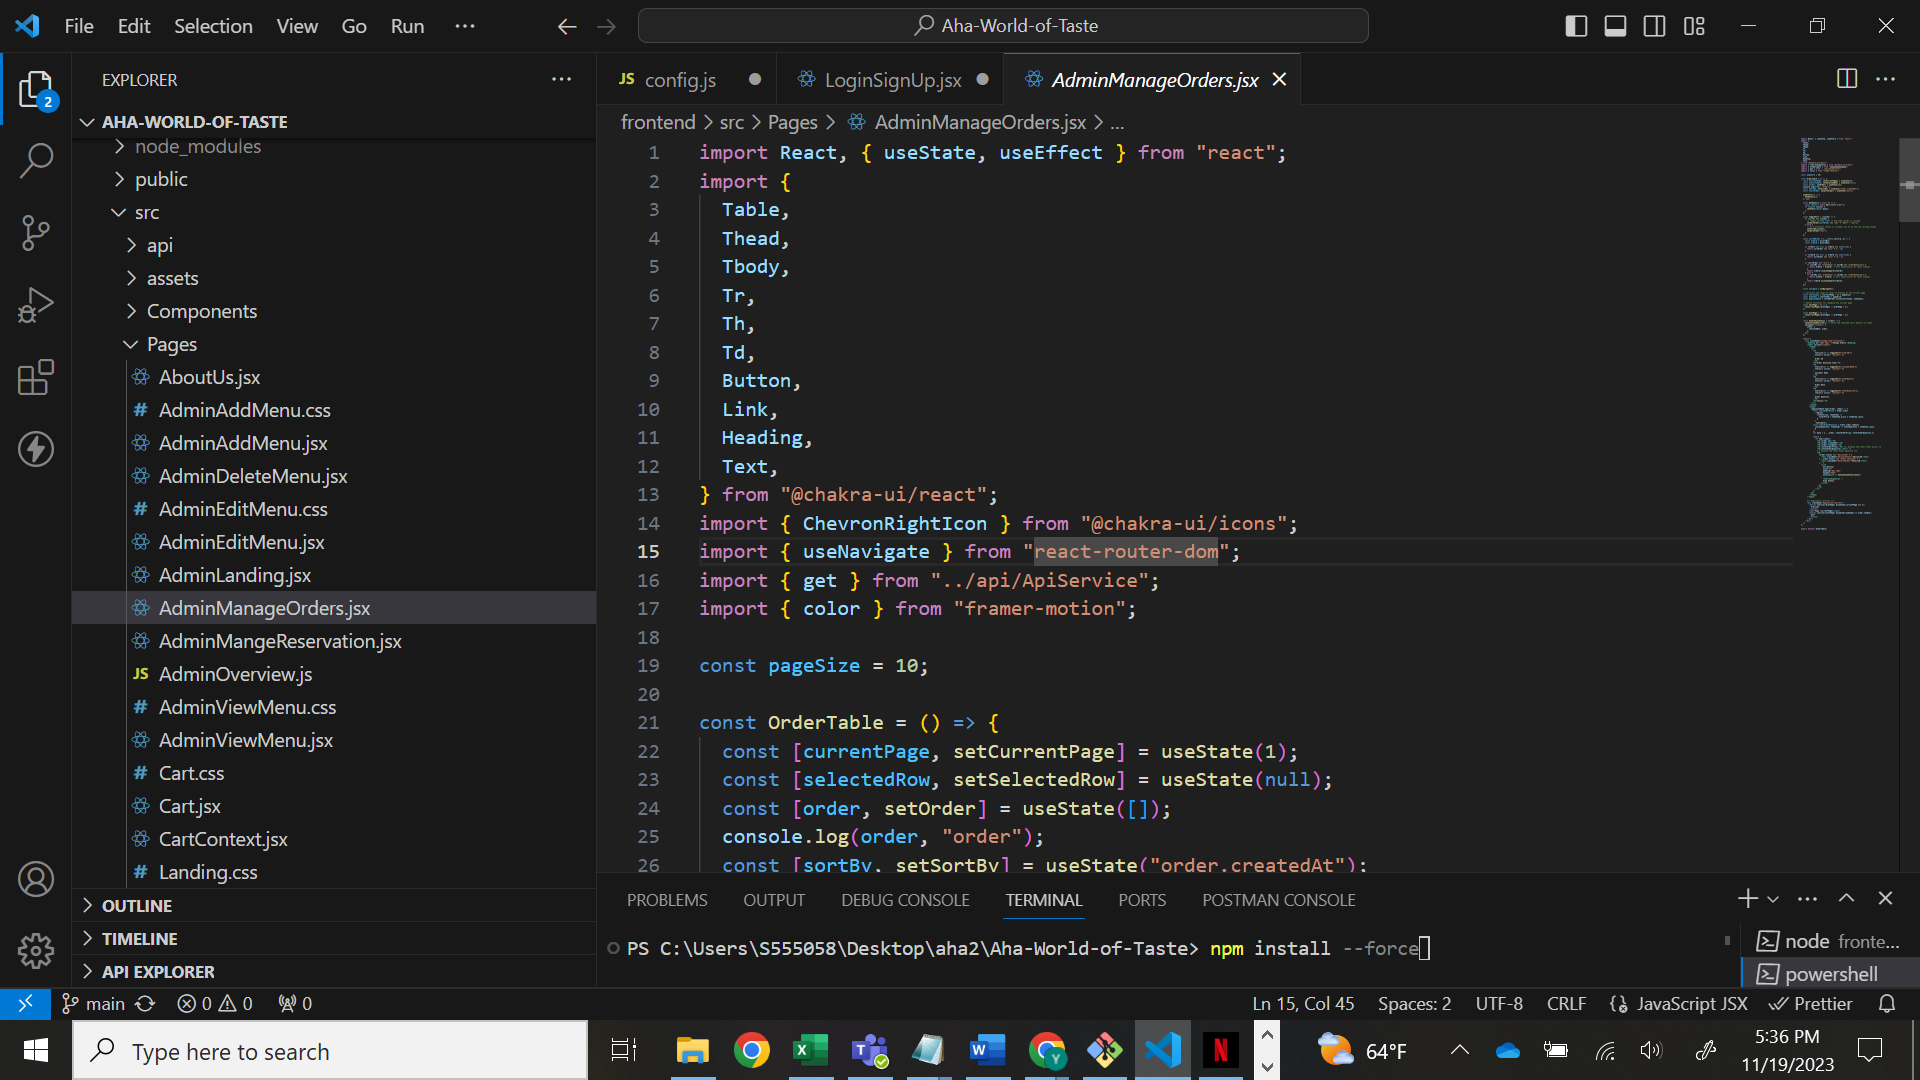 File Edit Selection View Go Run ···
Aha-World-of-Taste
EXPLORER
2
AHA-WORLD-OF-TASTE
node_modules
public
src
api
assets
Components
Pages
AboutUs.jsx
# AdminAddMenu.css
AdminAddMenu.jsx
AdminDeleteMenu.jsx
# AdminEditMenu.css
AdminEditMenu.jsx
AdminLanding.jsx
AdminManageOrders.jsx
AdminMangeReservation.jsx
JS AdminOverview.js
# AdminViewMenu.css
AdminViewMenu.jsx
# Cart.css
Cart.jsx
CartContext.jsx
# Landing.css
OUTLINE
TIMELINE
API EXPLORER
JS config.js
LoginSignUp.jsx
AdminManageOrders.jsx
frontend > src > Pages > AdminManageOrders.jsx > ...
1 import React, { useState, useEffect } from "react";
2 import {
3 Table,
4 Thead,
5 Tbody,
6 Tr,
7 Th,
8 Td,
9 Button,
10 Link,
11 Heading,
12 Text,
13 } from "@chakra-ui/react";
14 import { ChevronRightIcon } from "@chakra-ui/icons";
15 import { useNavigate } from "react-router-dom";
16 import { get } from "../api/ApiService";
17 import { color } from "framer-motion";
18
19 const pageSize = 10;
20
21 const OrderTable = () => {
22 const [currentPage, setCurrentPage] = useState(1);
23 const [selectedRow, setSelectedRow] = useState(null);
24 const [order, setOrder] = useState([]);
25 console.log(order, "order");
26 const [sortBy, setSortBy] = useState("order.createdAt");
PROBLEMS OUTPUT DEBUG CONSOLE TERMINAL PORTS POSTMAN CONSOLE
PS C:\Users\S555058\Desktop\aha2\Aha-World-of-Taste> npm install --force
node fronte...
powershell
main 0 0 0
Ln 15, Col 45 Spaces: 2 UTF-8 CRLF JavaScript JSX Prettier
Type here to search
64°F
5:36 PM
11/19/2023